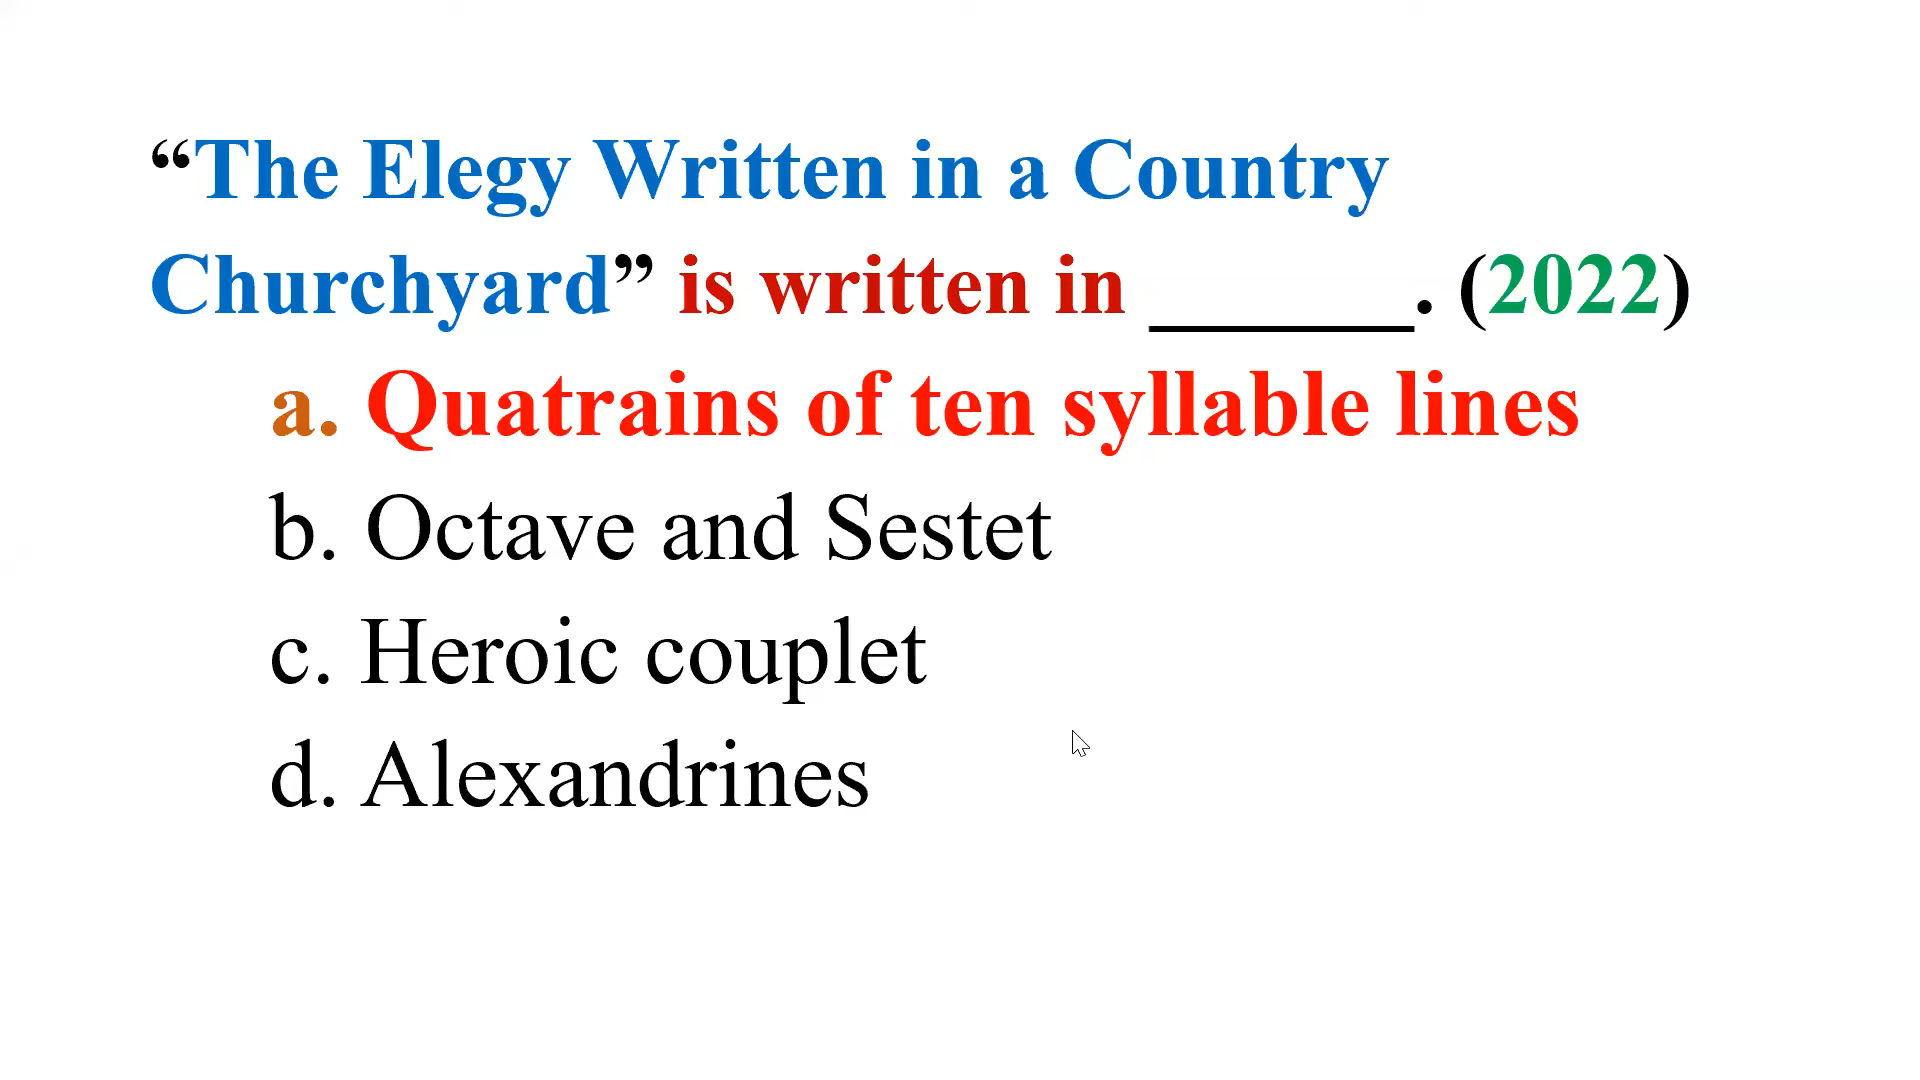 “The Elegy Written in a Country
Churchyard” is written in ______. (2022)
a. Quatrains of ten syllable lines
b. Octave and Sestet
c. Heroic couplet
d. Alexandrines